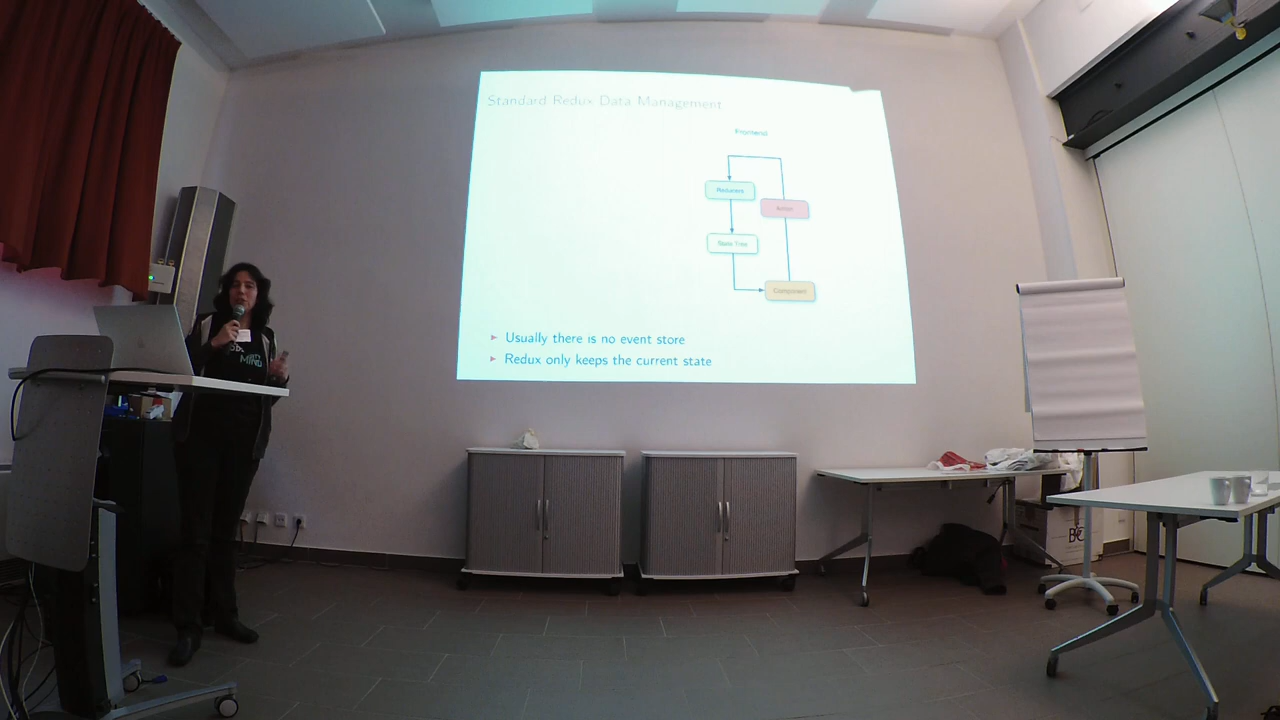 Standard Redux Data Management
Frontend
Reducers
Action
State Tree
Component
Usually there is no event store
Redux only keeps the current state
MIND